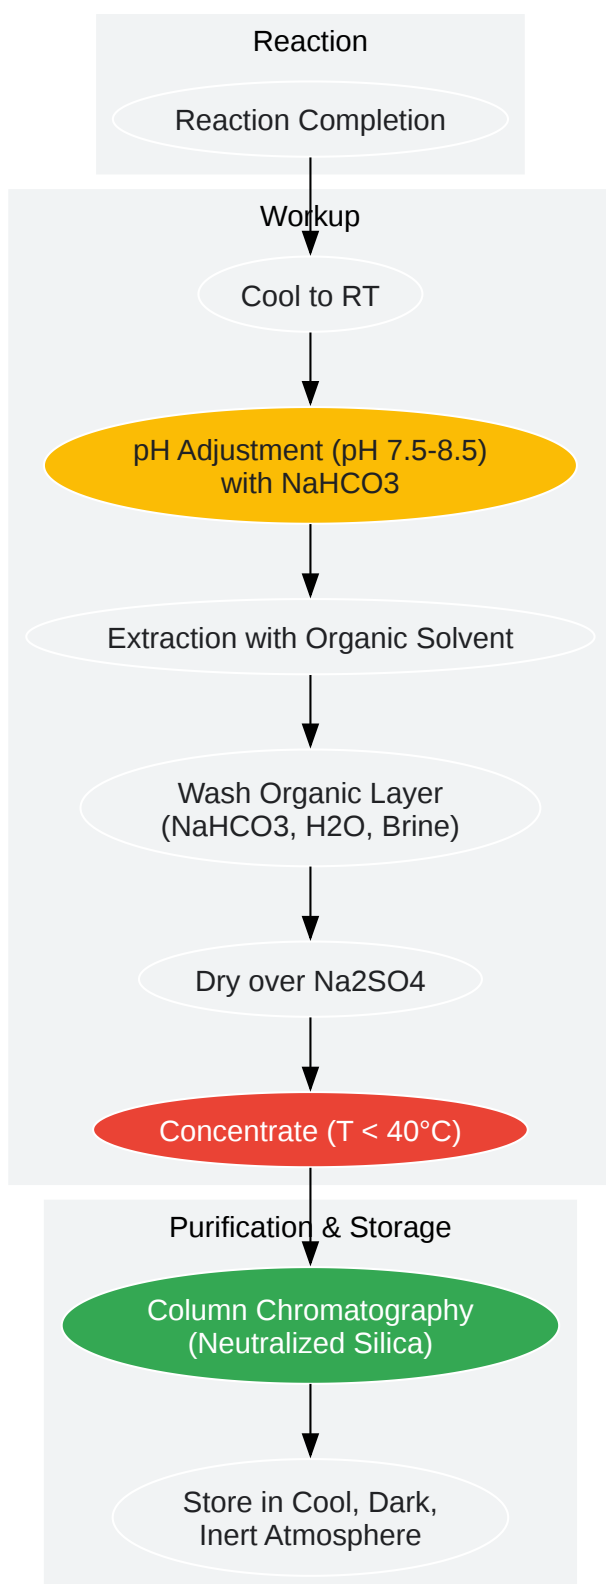 Reaction
Reaction Completion
Workup
Cool to RT
pH Adjustment (pH 7.5-8.5)
with NaHCO3
Extraction with Organic Solvent
Wash Organic Layer
(NaHCO3, H2O, Brine)
Dry over Na2SO4
Concentrate (T < 40°C)
Purification & Storage
Column Chromatography
(Neutralized Silica)
Store in Cool, Dark,
Inert Atmosphere